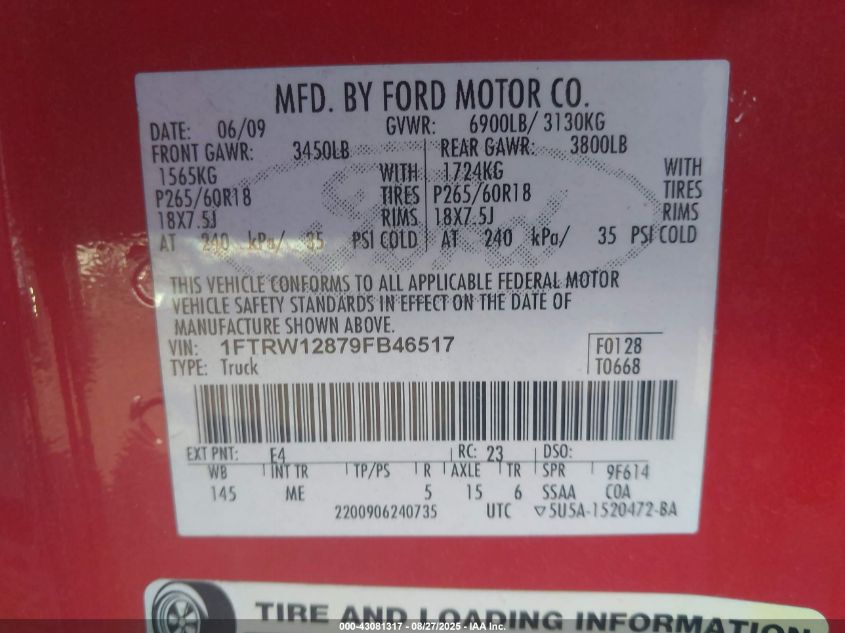 MFD. BY FORD MOTOR CO.
DATE: 06/09 GVWR: 6900LB/ 3130KG
FRONT GAWR: 3450LB REAR GAWR: 3800LB
1565KG WITH 1724KG WITH
P265/60R18 TIRES P265/60R18 TIRES
18X7.5J RIMS 18X7.5J RIMS
AT 240 kPa/ 35 PSI COLD AT 240 kPa/ 35 PSI COLD
THIS VEHICLE CONFORMS TO ALL APPLICABLE FEDERAL MOTOR
VEHICLE SAFETY STANDARDS IN EFFECT ON THE DATE OF
MANUFACTURE SHOWN ABOVE.
VIN: 1FTRW12879FB46517 F0128
TYPE: Truck T0668
EXT PNT: E4 RC: 23 DSO:
WB INT TR TP/PS R AXLE TR SPR 9F614
145 ME 5 15 6 SSAA COA
2200906240735 UTC ▽5U5A-1520472-BA
TIRE AND LOADING INFORMATION
000-43081317 - 08/27/2025 - IAA Inc.